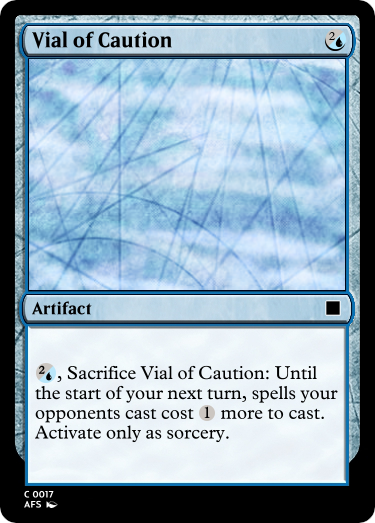 Vial of Caution 2
Artifact
2, Sacrifice Vial of Caution: Until
the start of your next turn, spells your
opponents cast cost 1 more to cast.
Activate only as sorcery.
C 0017
AFS